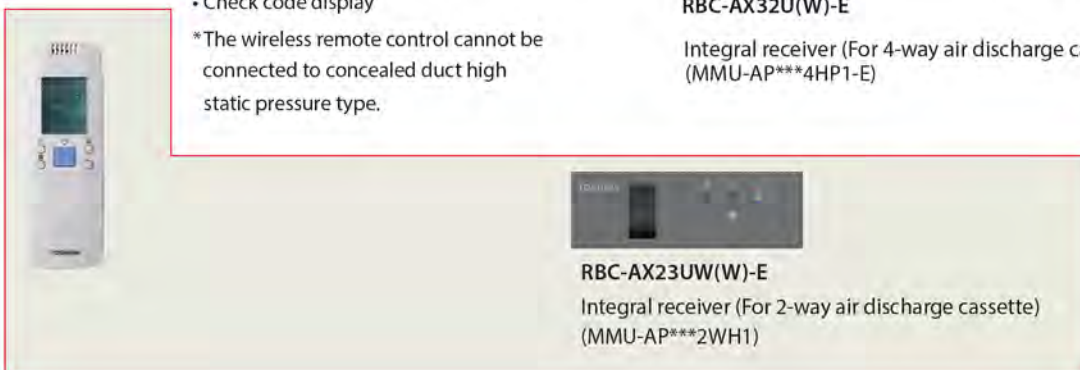 • Check code display
*The wireless remote control cannot be
connected to concealed duct high
static pressure type.
RBC-AX32U(W)-E
Integral receiver (For 4-way air discharge
(MMU-AP***4HP1-E)
TOSHIBA
RBC-AX23UW(W)-E
Integral receiver (For 2-way air discharge cassette)
(MMU-AP***2WH1)